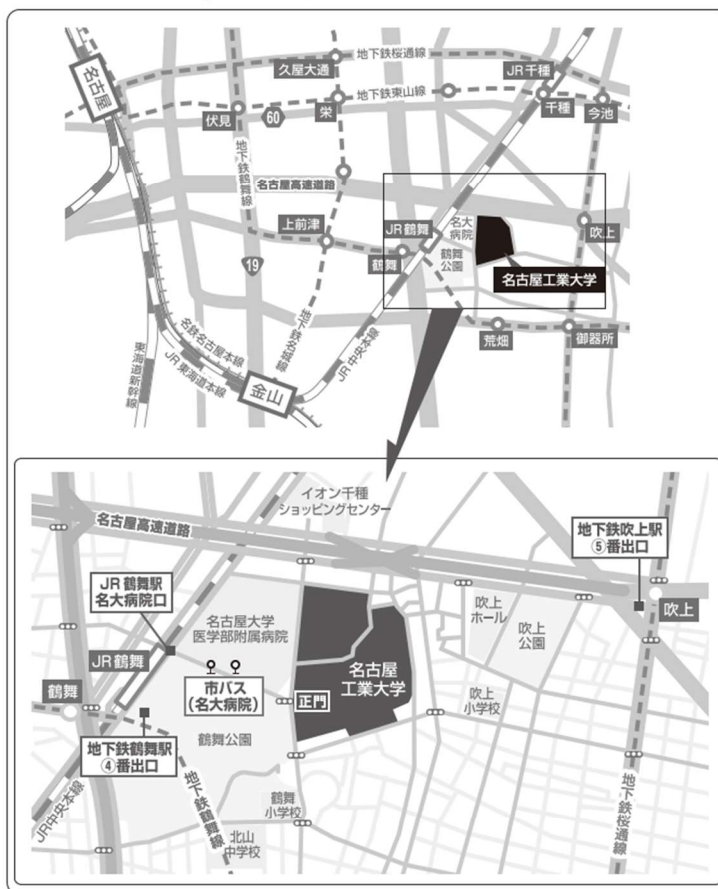 地下鉄桜通線
久屋大通
JR千種
名古屋
地下鉄東山線
伏見
60
栄
千種
今池
地下鉄鶴舞線
名古屋高速道路
上前津
JR鶴舞
名大
病院
吹上
鶴舞
鶴舞
公園
19
名古屋工業大学
地下鉄名城線
名鉄名古屋本線
JR東海道本線
東海道新幹線
JR中央本線
荒畑
御器所
金山
イオン千種
ショッピングセンター
名古屋高速道路
地下鉄吹上駅
⑤番出口
JR鶴舞駅
名大病院口
名古屋大学
医学部附属病院
吹上
ホール
吹上
公園
吹上
名古屋
工業大学
JR鶴舞
鶴舞
市バス
(名大病院)
正門
吹上
小学校
鶴舞公園
地下鉄鶴舞駅
④番出口
地下鉄鶴舞線
地下鉄桜通線
JR中央本線
鶴舞
小学校
北山
中学校